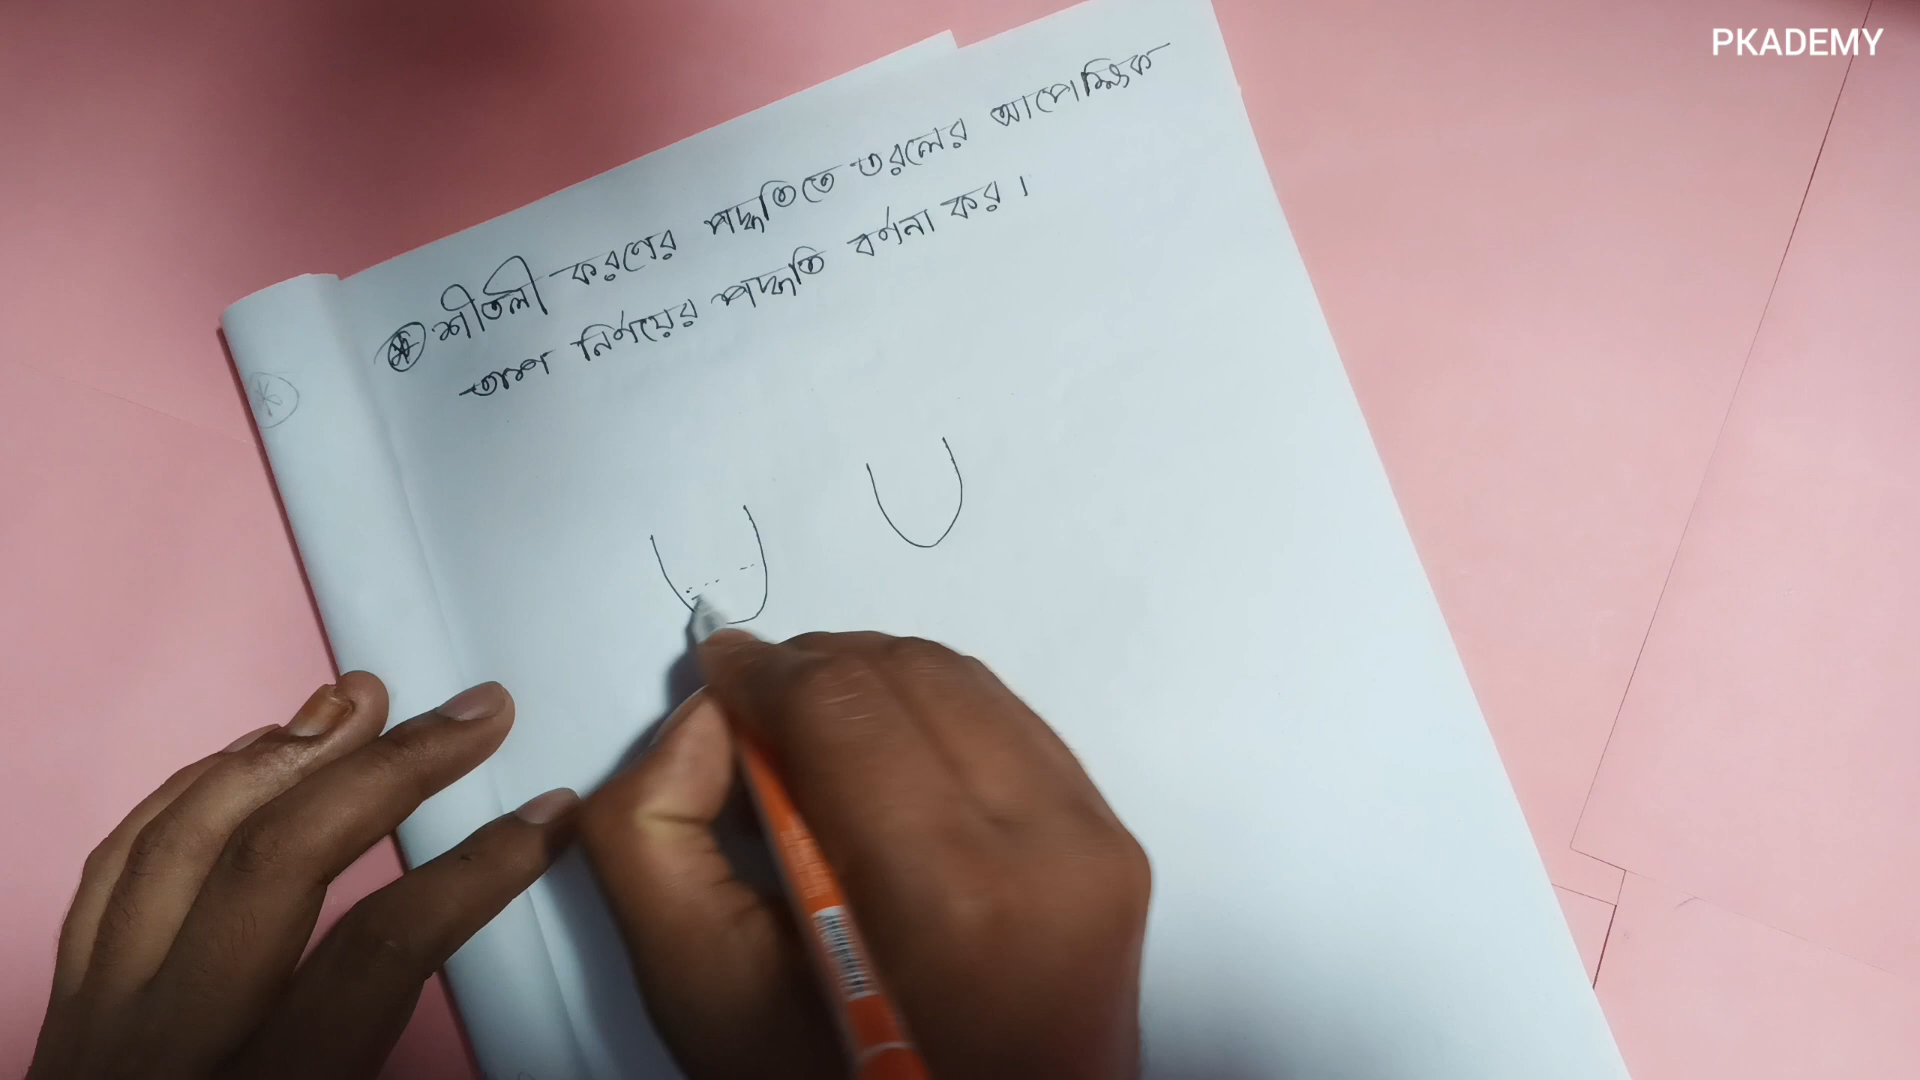 PKADEMY
শীতলী করণের পদ্ধতিতে তরলের আপেক্ষিক
তাপ নির্ণয়ের পদ্ধতি বর্ণনা কর।